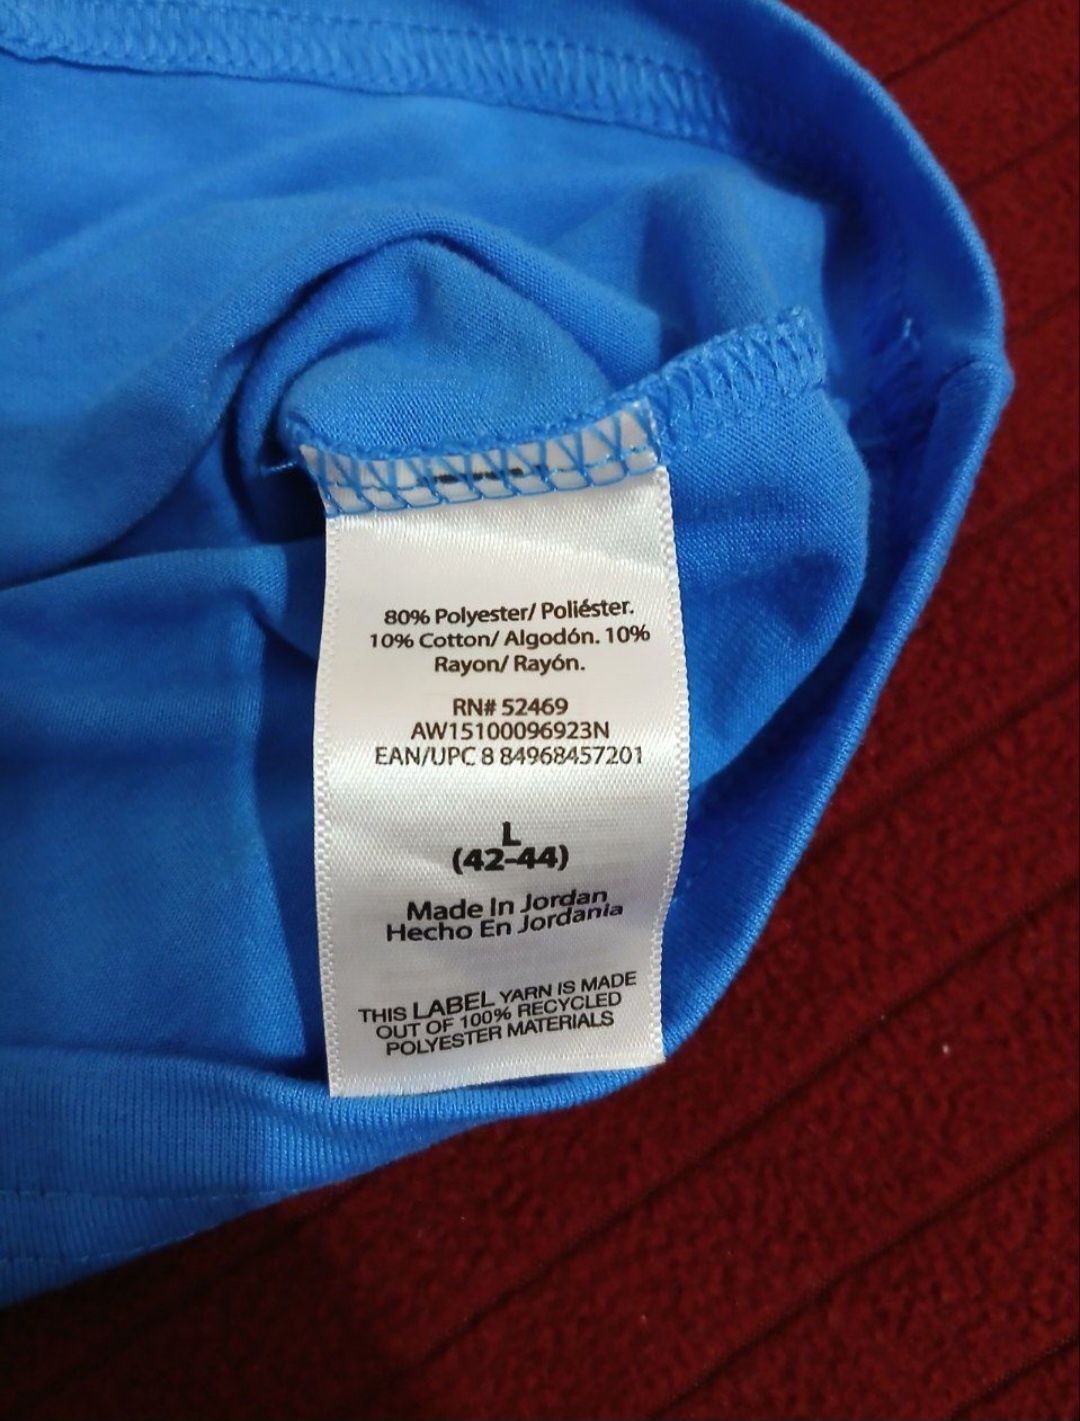 80% Polyester/ Poliéster.
10% Cotton/ Algodón. 10%
Rayon/ Rayón.
RN# 52469
AW15100096923N
EAN/UPC 8 84968457201
L
(42-44)
Made In Jordan
Hecho En Jordania
THIS LABEL YARN IS MADE
OUT OF 100% RECYCLED
POLYESTER MATERIALS